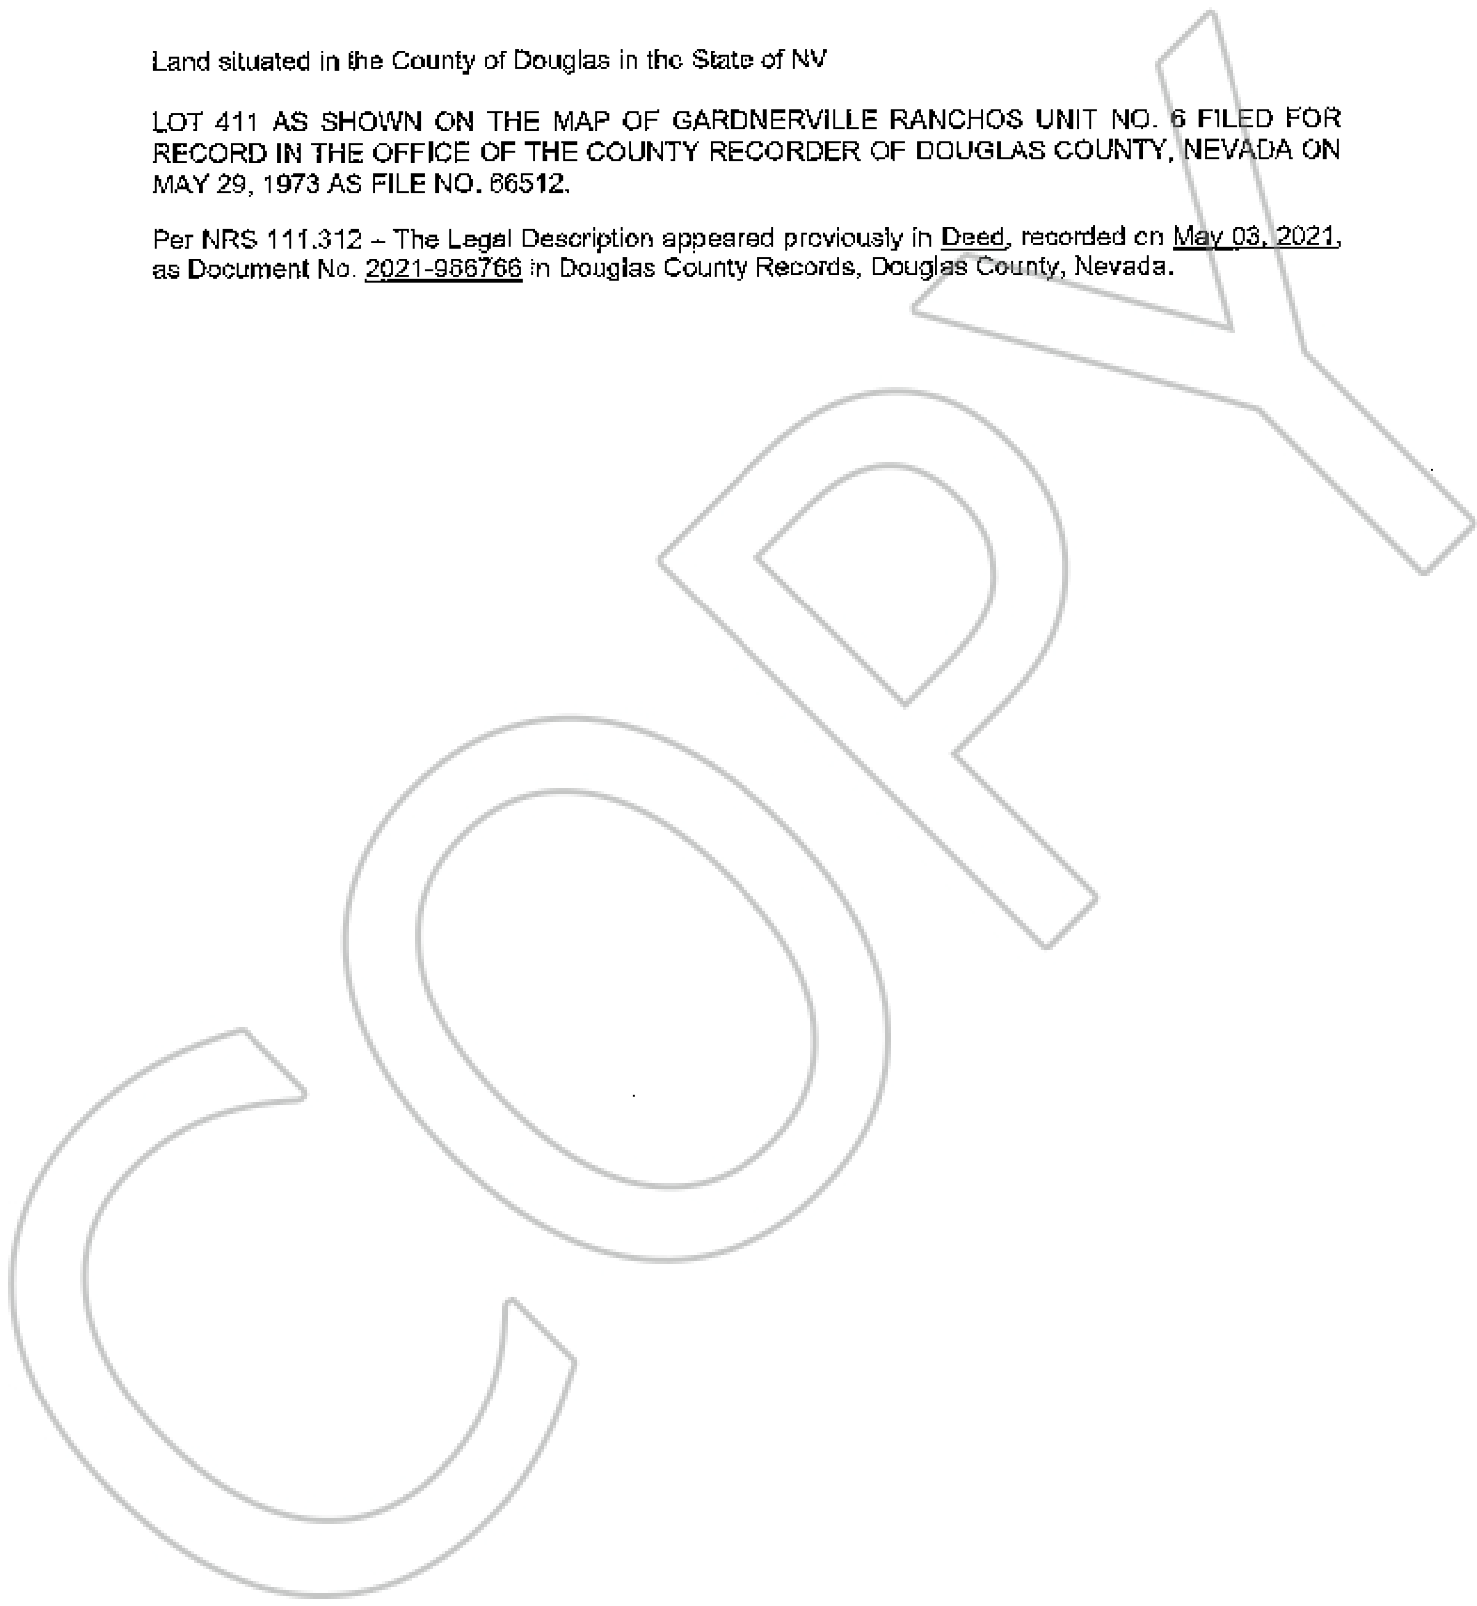 Land situated in the County of Douglas in the State of NV
LOT 411 AS SHOWN ON THE MAP OF GARDNERVILLE RANCHOS UNIT NO. 6 FILED FOR
RECORD IN THE OFFICE OF THE COUNTY RECORDER OF DOUGLAS COUNTY, NEVADA ON
MAY 29, 1973 AS FILE NO. 66512.
Per NRS 111.312 – The Legal Description appeared previously in Deed, recorded on May 03, 2021,
as Document No. 2021-966766 in Douglas County Records, Douglas County, Nevada.
COPY